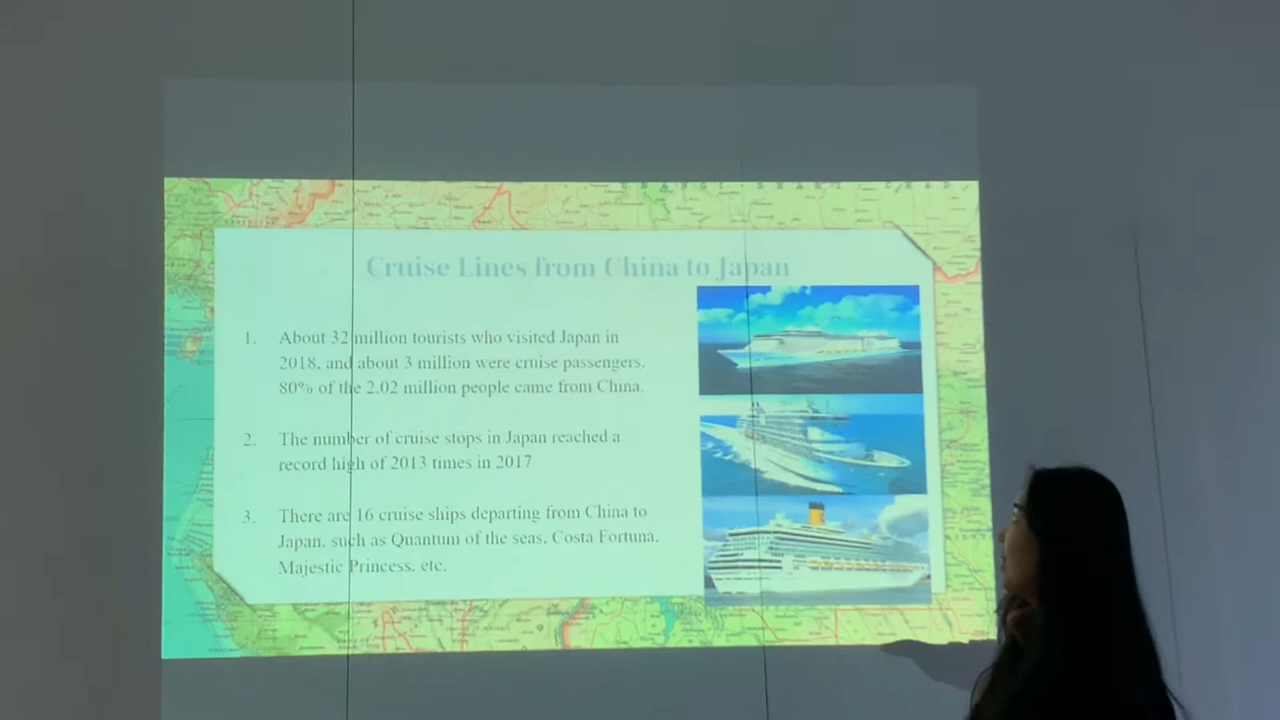 Cruise Lines from China to Japan
1. About 32 million tourists who visited Japan in
2018, and about 3 million were cruise passengers.
80% of the 2.02 million people came from China.
2. The number of cruise stops in Japan reached a
record high of 2013 times in 2017
3. There are 16 cruise ships departing from China to
Japan, such as Quantum of the seas, Costa Fortuna,
Majestic Princess, etc.